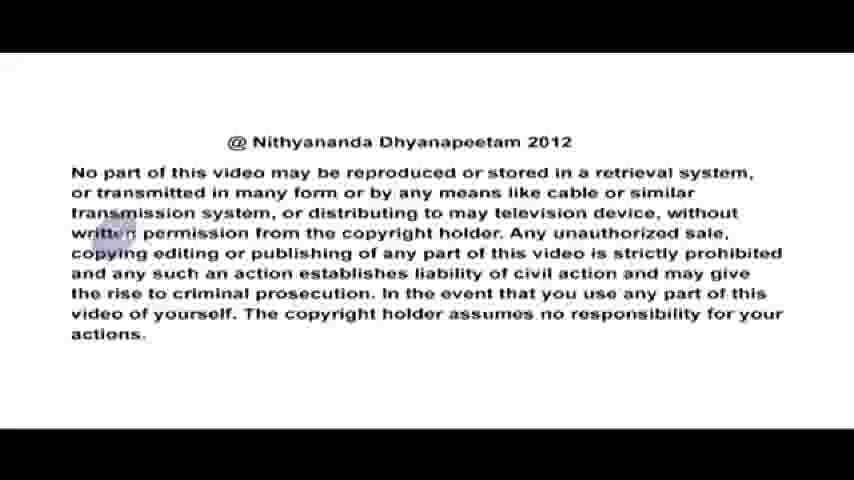 @ Nithyananda Dhyanapeetam 2012
No part of this video may be reproduced or stored in a retrieval system,
or transmitted in many form or by any means like cable or similar
transmission system, or distributing to may television device, without
written permission from the copyright holder. Any unauthorized sale,
copying editing or publishing of any part of this video is strictly prohibited
and any such an action establishes liability of civil action and may give
the rise to criminal prosecution. In the event that you use any part of this
video of yourself. The copyright holder assumes no responsibility for your
actions.